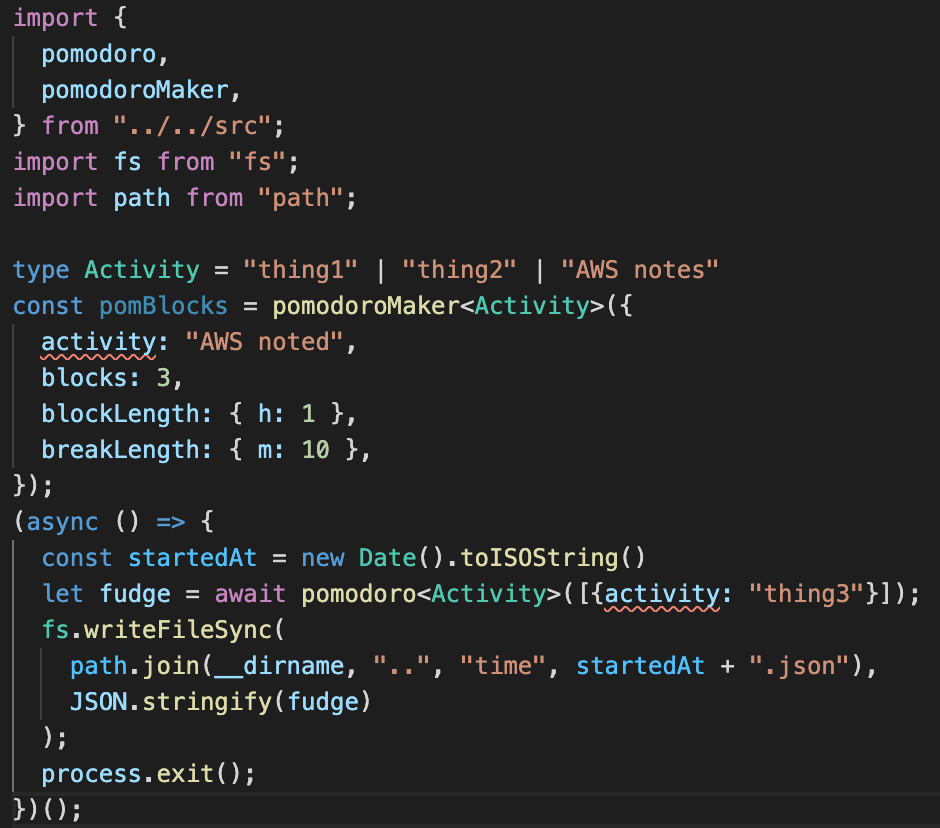 import {
  pomodoro,
  pomodoroMaker,
} from "../../src";
import fs from "fs";
import path from "path";

type Activity = "thing1" | "thing2" | "AWS notes"
const pomBlocks = pomodoroMaker<Activity>({
  activity: "AWS noted",
  blocks: 3,
  blockLength: { h: 1 },
  breakLength: { m: 10 },
});
(async () => {
  const startedAt = new Date().toISOString()
  let fudge = await pomodoro<Activity>([{activity: "thing3"}]);
  fs.writeFileSync(
    path.join(__dirname, "..", "time", startedAt + ".json"),
    JSON.stringify(fudge)
  );
  process.exit();
})();